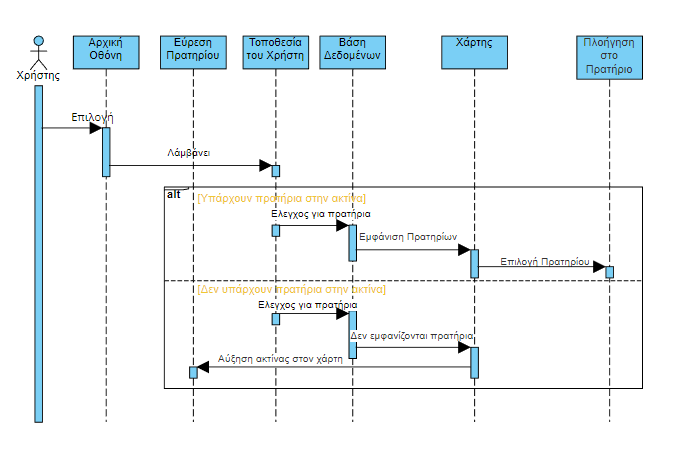 Χρήστης
Αρχική
Οθόνη
Εύρεση
Πρατηρίου
Τοποθεσία
του Χρήστη
Βάση
Δεδομένων
Χάρτης
Πλοήγηση
στο
Πρατήριο
Επιλογή
Λάμβάνει
alt
[Υπάρχουν πρατήρια στην ακτίνα]
Ελεγχος για πρατήρια
Εμφάνιση Πρατηρίων
Επιλογή Πρατηρίου
[Δεν υπάρχουν πρατήρια στην ακτίνα]
Ελεγχος για πρατήρια
Δεν εμφανίζονται πρατήρια
Αύξηση ακτίνας στον χάρτη